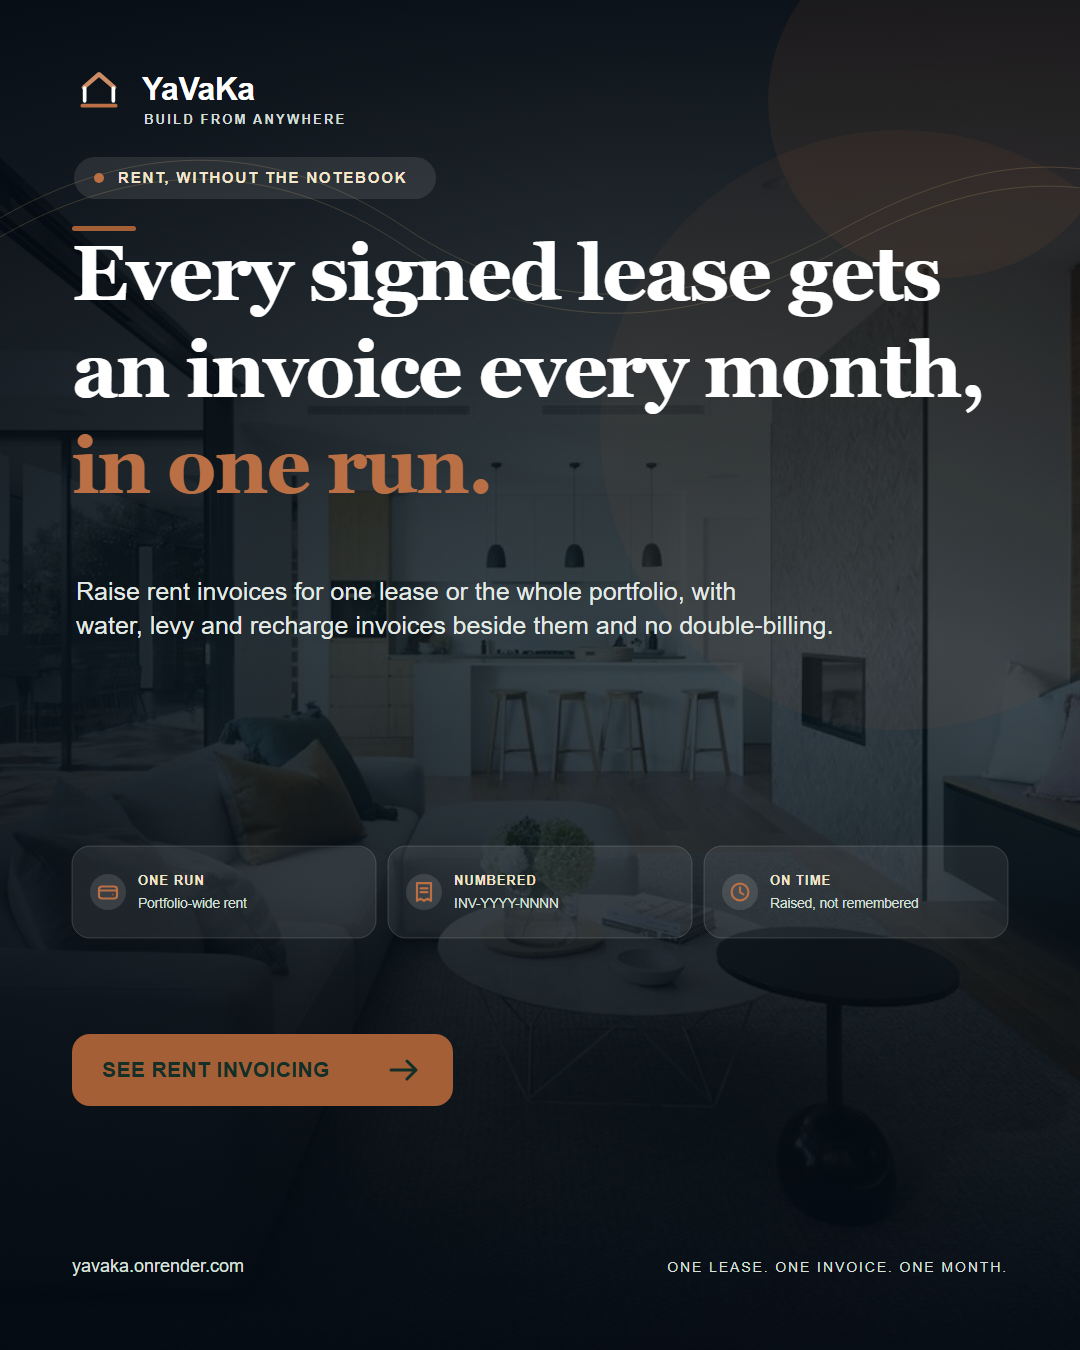 YaVaKa
BUILD FROM ANYWHERE
RENT, WITHOUT THE NOTEBOOK
Every signed lease gets
an invoice every month,
in one run.
Raise rent invoices for one lease or the whole portfolio, with
water, levy and recharge invoices beside them and no double-billing.
ONE RUN
Portfolio-wide rent
NUMBERED
INV-YYYY-NNNN
ON TIME
Raised, not remembered
SEE RENT INVOICING
yavaka.onrender.com
ONE LEASE. ONE INVOICE. ONE MONTH.